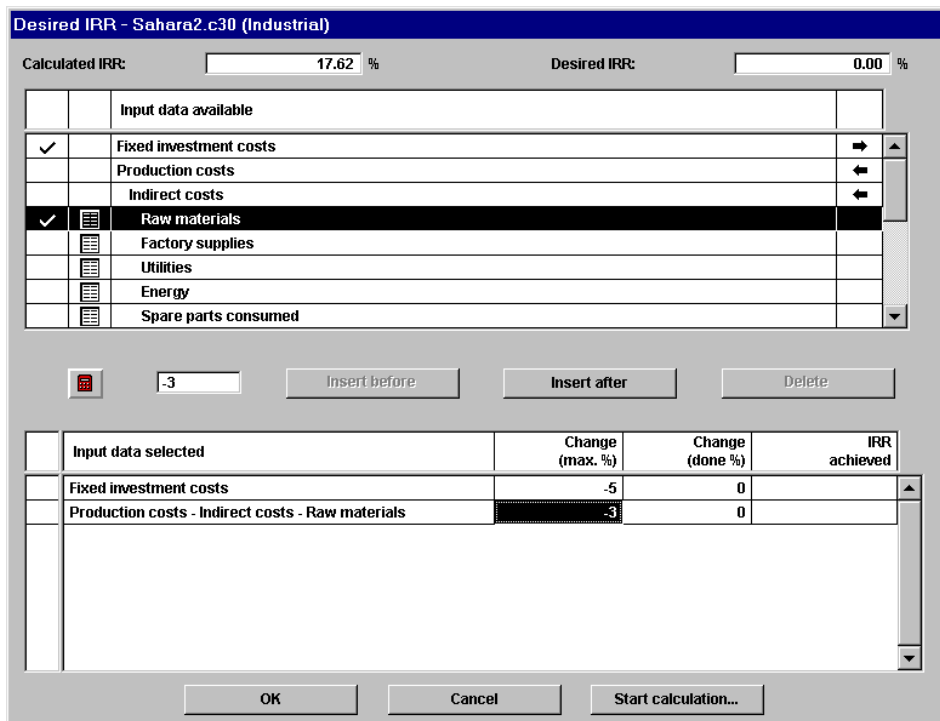 Desired IRR - Sahara2.c30 (Industrial)
Calculated IRR: 17.62 % Desired IRR: 0.00 %
Input data available
Fixed investment costs
Production costs
Indirect costs
Raw materials
Factory supplies
Utilities
Energy
Spare parts consumed
-3 Insert before Insert after Delete
Input data selected Change (max. %) Change (done %) IRR achieved
Fixed investment costs -5 0
Production costs - Indirect costs - Raw materials -3 0
OK Cancel Start calculation...